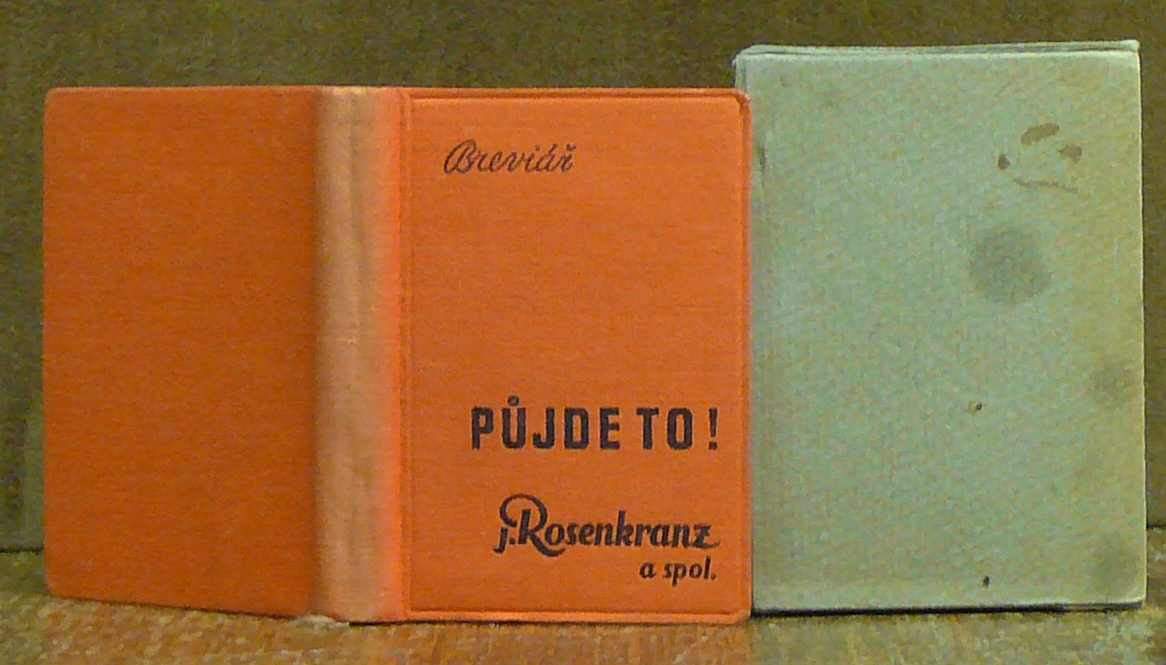 Breviář
PŮJDE TO!
J. Rosenkranz
a spol.